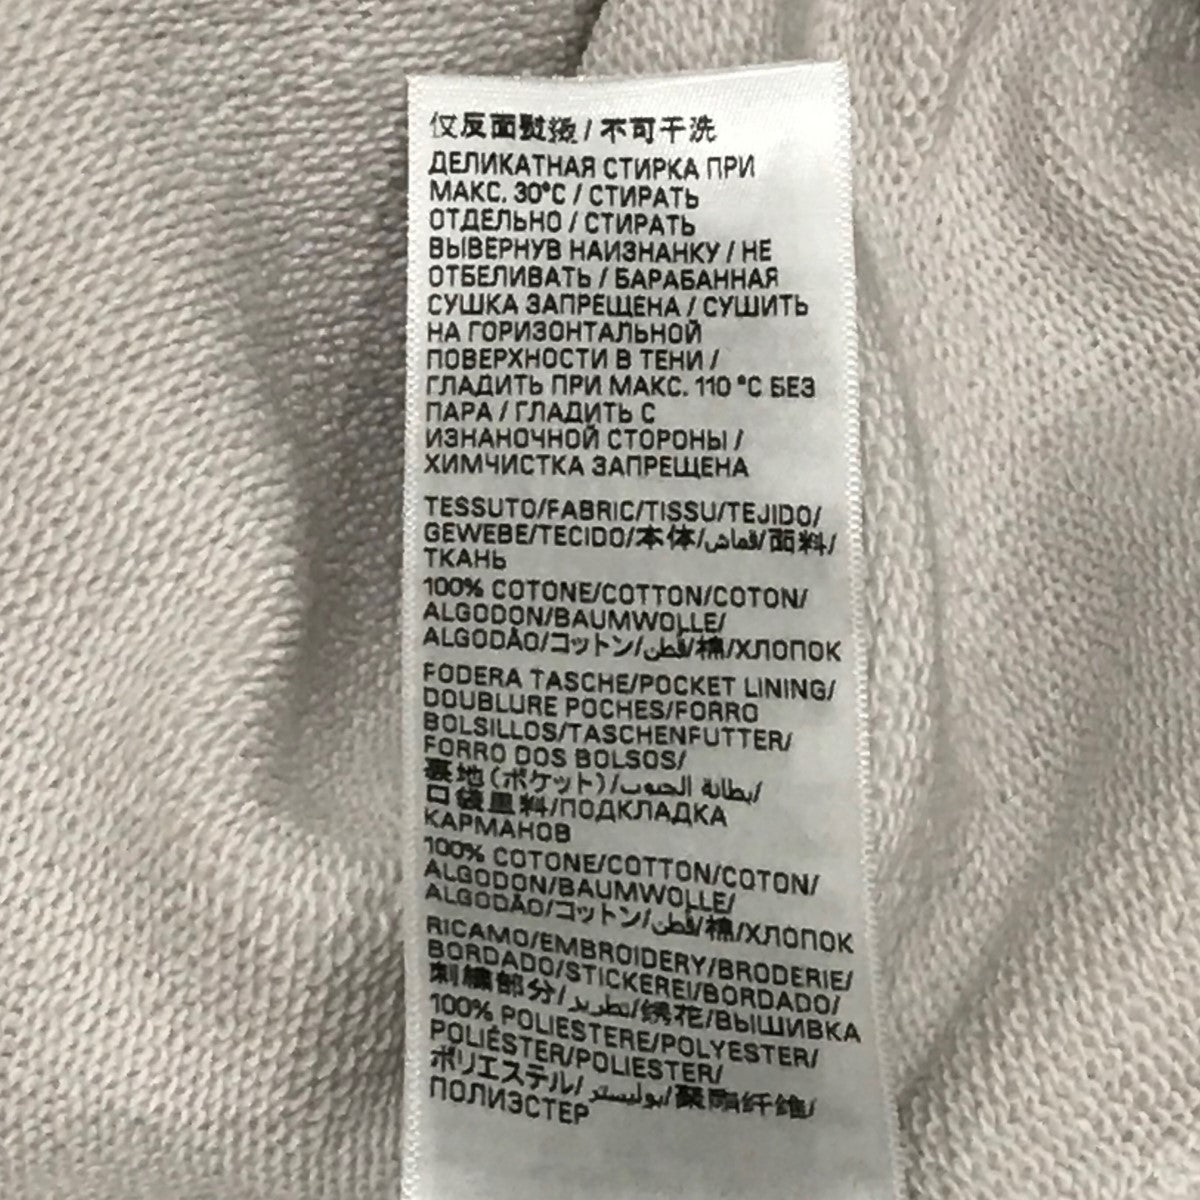 仅反面熨烫 / 不可干洗
ДЕЛИКАТНАЯ СТИРКА ПРИ
МАКС. 30°C / СТИРАТЬ
ОТДЕЛЬНО / СТИРАТЬ
ВЫВЕРНУВ НАИЗНАНКУ / НЕ
ОТБЕЛИВАТЬ / БАРАБАННАЯ
СУШКА ЗАПРЕЩЕНА / СУШИТЬ
НА ГОРИЗОНТАЛЬНОЙ
ПОВЕРХНОСТИ В ТЕНИ /
ГЛАДИТЬ ПРИ МАКС. 110 °C БЕЗ
ПАРА / ГЛАДИТЬ С
ИЗНАНОЧНОЙ СТОРОНЫ /
ХИМЧИСТКА ЗАПРЕЩЕНА
TESSUTO/FABRIC/TISSU/TEJIDO/
GEWEBE/TECIDO/本体/قماش/面料/
ТКАНЬ
100% COTONE/COTTON/COTON/
ALGODON/BAUMWOLLE/
ALGODÃO/コットン/قطن/棉/ХЛОПОК
FODERA TASCHE/POCKET LINING/
DOUBLURE POCHES/FORRO
BOLSILLOS/TASCHENFUTTER/
FORRO DOS BOLSOS/
裏地(ポケット)/بطانة الجيوب/
口袋里料/ПОДКЛАДКА
КАРМАНОВ
100% COTONE/COTTON/COTON/
ALGODON/BAUMWOLLE/
ALGODÃO/コットン/قطن/棉/ХЛОПОК
RICAMO/EMBROIDERY/BRODERIE/
BORDADO/STICKEREI/BORDADO/
刺繍部分/تطريز/绣花/ВЫШИВКА
100% POLIESTERE/POLYESTER/
POLIÉSTER/POLIESTER/
ポリエステル/بوليستر/聚酯纤维/
ПОЛИЭСТЕР